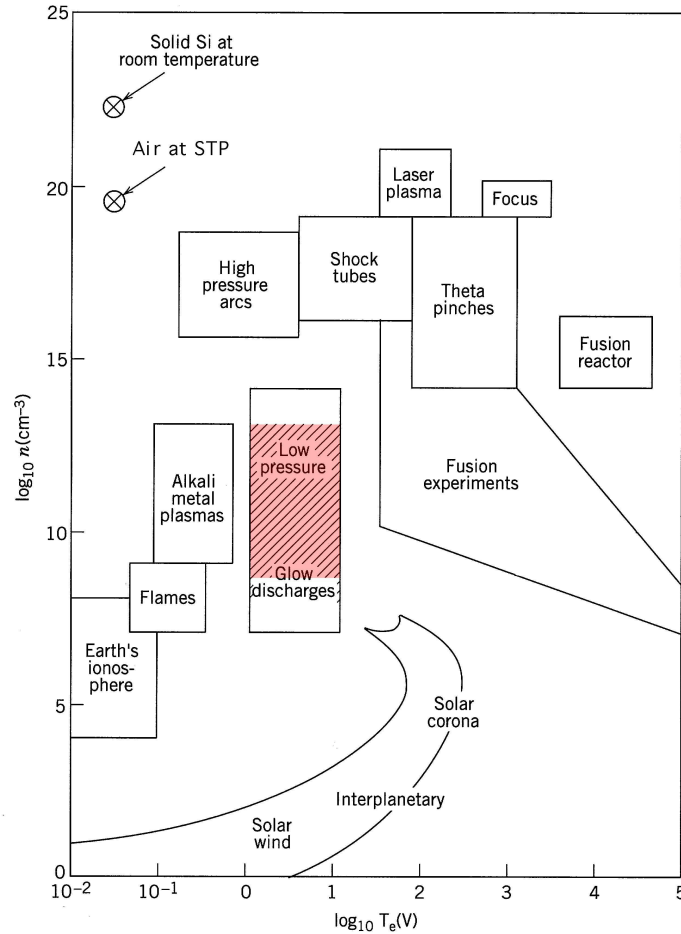 25
Solid Si at
room temperature
Air at STP
20
Laser
plasma
Focus
High
pressure
arcs
Shock
tubes
Theta
pinches
Fusion
reactor
15
log₁₀ n(cm⁻³)
Low
pressure
Alkali
metal
plasmas
Fusion
experiments
10
Glow
discharges
Flames
Earth's
ionos-
phere
5
Solar
corona
Interplanetary
Solar
wind
0
10⁻² 10⁻¹ 0 1 2 3 4 5
log₁₀ Tₑ(V)